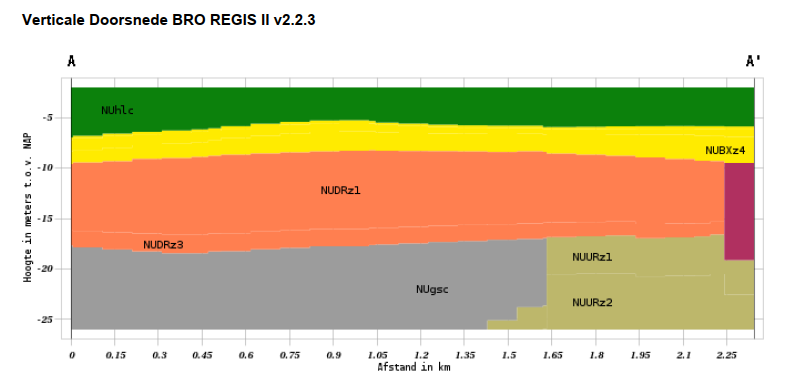 Verticale Doorsnede BRO REGIS II v2.2.3
A A'
NUhlc
NUBXz4
NUDRz1
NUDRz3
NUURz1
NUgsc
NUURz2
Hoogte in meters t.o.v. NAP
-5
-10
-15
-20
-25
0 0.15 0.3 0.45 0.6 0.75 0.9 1.05 1.2 1.35 1.5 1.65 1.8 1.95 2.1 2.25
Afstand in km